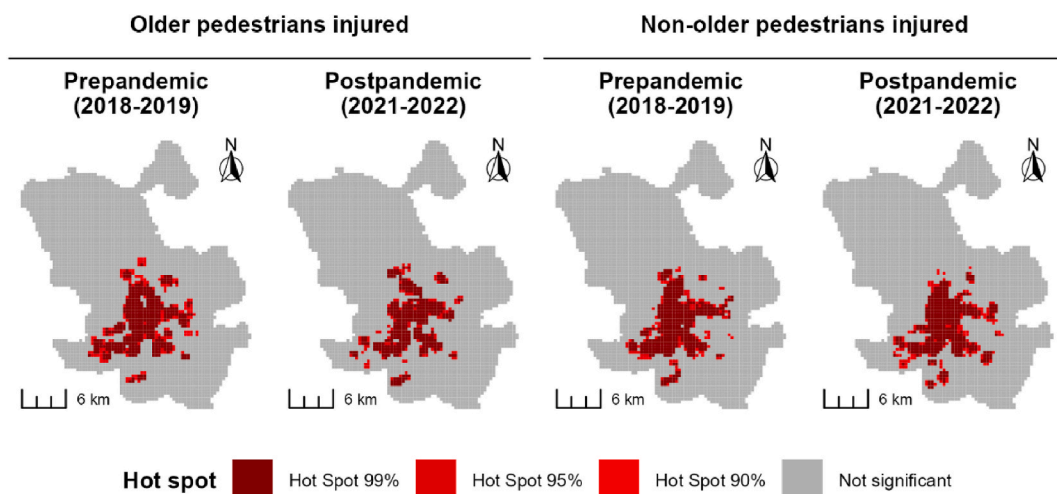 Older pedestrians injured
Non-older pedestrians injured
Prepandemic
(2018-2019)
Postpandemic
(2021-2022)
Prepandemic
(2018-2019)
Postpandemic
(2021-2022)
N
N
N
N
6 km
6 km
6 km
6 km
Hot spot
Hot Spot 99%
Hot Spot 95%
Hot Spot 90%
Not significant